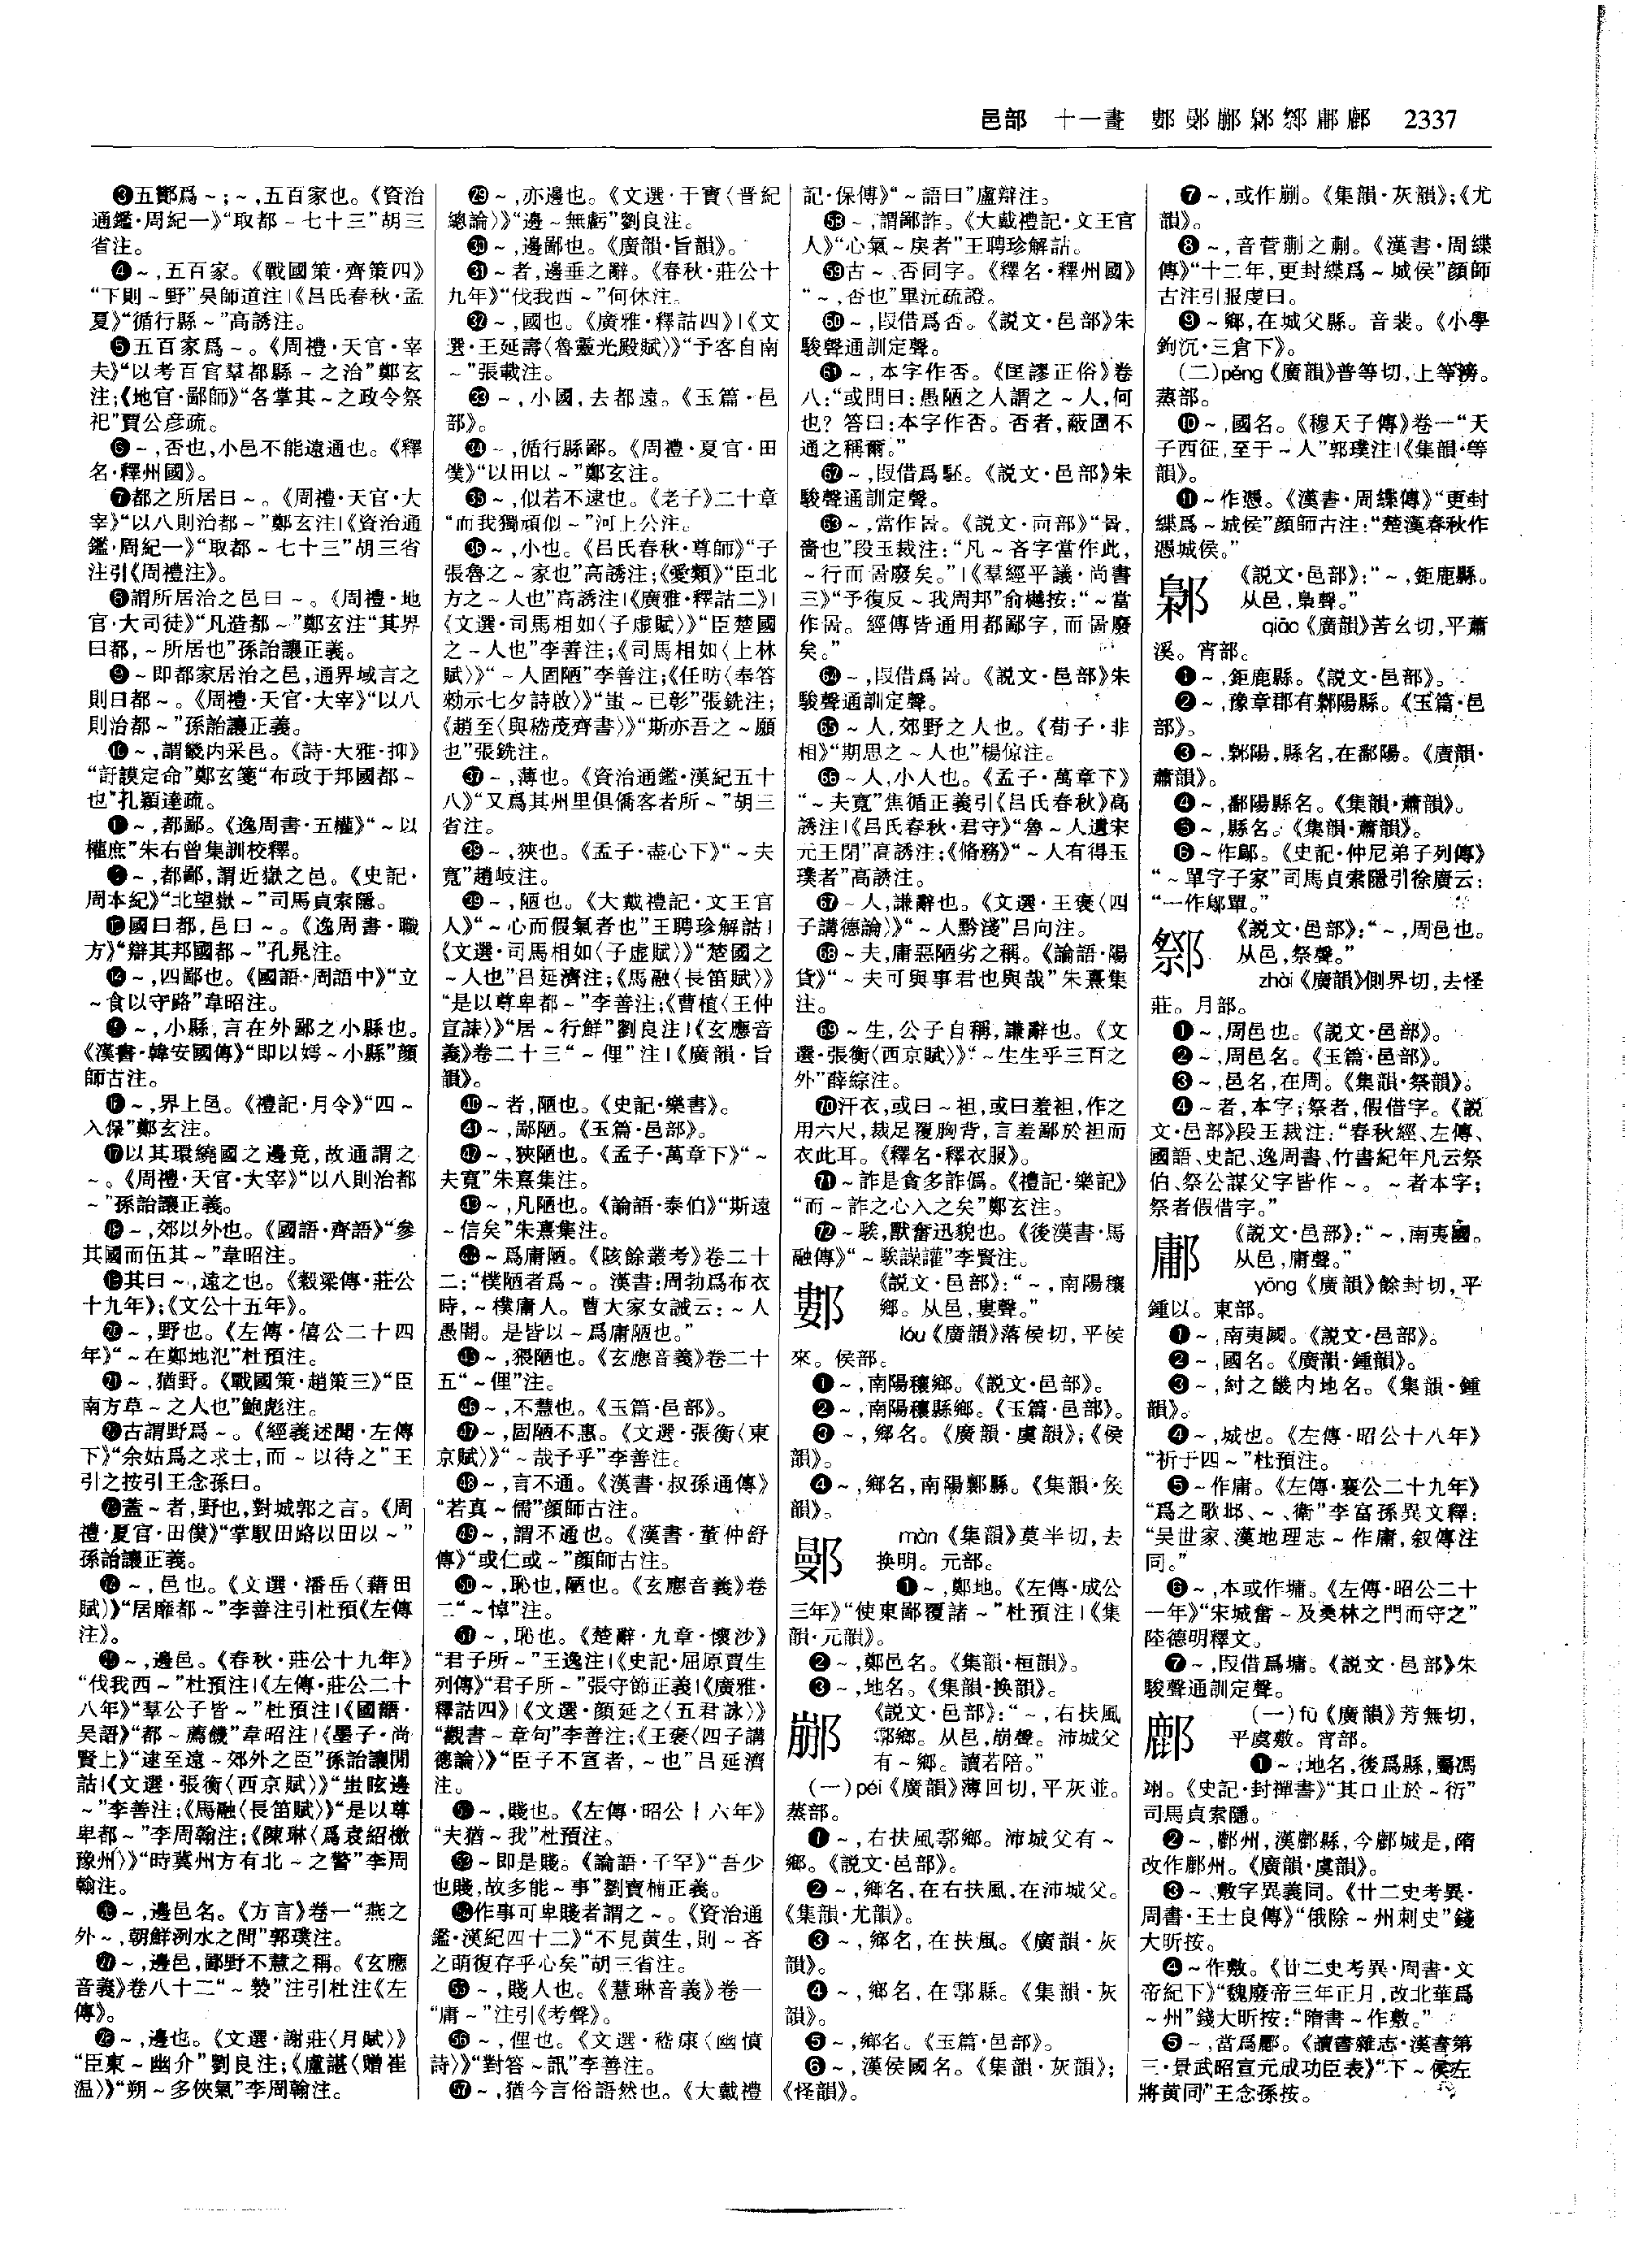 邑部 十一畫 鄤鄸䣙鄡鄒鄘鄜 2337
❸五酇爲～;～,五百家也。《資治
通鑑·周紀一》“取都～七十三”胡三
省注。
❹～,五百家。《戰國策·齊策四》
“下則～野”吴師道注|《吕氏春秋·孟
夏》“循行縣～”高誘注。
❺五百家爲～。《周禮·天官·宰
夫》“以考百官羣都縣～之治”鄭玄
注;《地官·鄙師》“各掌其～之政令祭
祀”賈公彦疏。
❻～,否也,小邑不能遠通也。《釋
名·釋州國》。
❼都之所居曰～。《周禮·天官·大
宰》“以八則治都～”鄭玄注|《資治通
鑑·周紀一》“取都～七十三”胡三省
注引《周禮注》。
❽謂所居治之邑曰～。《周禮·地
官·大司徒》“凡造都～”鄭玄注“其界
曰都,～所居也”孫詒讓正義。
❾～即都家居治之邑,通界域言之
則曰都～。《周禮·天官·大宰》“以八
則治都～”孫詒讓正義。
❿～,謂畿内采邑。《詩·大雅·抑》
“訏謨定命”鄭玄箋“布政于邦國都～
也”孔穎達疏。
⓫～,都鄙。《逸周書·五權》“～以
權庶”朱右曾集訓校釋。
⓬～,都鄙,謂近嶽之邑。《史記·
周本紀》“北望嶽～”司馬貞索隱。
⓭國曰都,邑曰～。《逸周書·職
方》“辯其邦國都～”孔晁注。
⓮～,四鄙也。《國語·周語中》“立
～食以守路”韋昭注。
⓯～,小縣,言在外鄙之小縣也。
《漢書·韓安國傳》“即以嫮～小縣”顔
師古注。
⓰～,界上邑。《禮記·月令》“四～
入保”鄭玄注。
⓱以其環繞國之邊竟,故通謂之
～。《周禮·天官·大宰》“以八則治都
～”孫詒讓正義。
⓲～,郊以外也。《國語·齊語》“參
其國而伍其～”韋昭注。
⓳其曰～,遠之也。《穀梁傳·莊公
十九年》;《文公十五年》。
⓴～,野也。《左傳·僖公二十四
年》“～在鄭地氾”杜預注。
㉑～,猶野。《戰國策·趙策三》“臣
南方草～之人也”鮑彪注。
㉒古謂野爲～。《經義述聞·左傳
下》“余姑爲之求士,而～以待之”王
引之按引王念孫曰。
㉓蓋～者,野也,對城郭之言。《周
禮·夏官·田僕》“掌馭田路以田以～”
孫詒讓正義。
㉔～,邑也。《文選·潘岳〈藉田
賦〉》“居靡都～”李善注引杜預《左傳
注》。
㉕～,邊邑。《春秋·莊公十九年》
“伐我西～”杜預注|《左傳·莊公二十
八年》“羣公子皆～”杜預注|《國語·
吴語》“都～薦饑”韋昭注|《墨子·尚
賢上》“逮至遠～郊外之臣”孫詒讓閒
詁|《文選·張衡〈西京賦〉》“蚩眩邊
～”李善注;《馬融〈長笛賦〉》“是以尊
卑都～”李周翰注;《陳琳〈爲袁紹檄
豫州〉》“時冀州方有北～之警”李周
翰注。
㉖～,邊邑名。《方言》卷一“燕之
外～,朝鮮洌水之間”郭璞注。
㉗～,邊邑,鄙野不慧之稱。《玄應
音義》卷八十二“～褺”注引杜注《左
傳》。
㉘～,邊也。《文選·謝莊〈月賦〉》
“臣東～幽介”劉良注;《盧諶〈贈崔
温〉》“朔～多俠氣”李周翰注。
㉙～,亦邊也。《文選·干寶〈晋紀
總論〉》“邊～無虧”劉良注。
㉚～,邊鄙也。《廣韻·旨韻》。
㉛～者,邊垂之辭。《春秋·莊公十
九年》“伐我西～”何休注。
㉜～,國也。《廣雅·釋詁四》|《文
選·王延壽〈魯靈光殿賦〉》“予客自南
～”張載注。
㉝～,小國,去都遠。《玉篇·邑
部》。
㉞～,循行縣鄙。《周禮·夏官·田
僕》“以田以～”鄭玄注。
㉟～,似若不逮也。《老子》二十章
“而我獨頑似～”河上公注。
㊱～,小也。《吕氏春秋·尊師》“子
張魯之～家也”高誘注;《愛類》“臣北
方之～人也”高誘注|《廣雅·釋詁二》|
《文選·司馬相如〈子虛賦〉》“臣楚國
之～人也”李善注;《司馬相如〈上林
賦〉》“～人固陋”李善注;《任昉〈奉答
勑示七夕詩啟〉》“蚩～已彰”張銑注;
《趙至〈與嵇茂齊書〉》“斯亦吾之～願
也”張銑注。
㊲～,薄也。《資治通鑑·漢紀五十
八》“又爲其州里俱僑客者所～”胡三
省注。
㊳～,狹也。《孟子·盡心下》“～夫
寬”趙岐注。
㊴～,陋也。《大戴禮記·文王官
人》“～心而假氣者也”王聘珍解詁|
《文選·司馬相如〈子虛賦〉》“楚國之
～人也”吕延濟注;《馬融〈長笛賦〉》
“是以尊卑都～”李善注;《曹植〈王仲
宣誄〉》“居～行鮮”劉良注|《玄應音
義》卷二十三“～俚”注|《廣韻·旨
韻》。
㊵～者,陋也。《史記·樂書》。
㊶～,鄙陋。《玉篇·邑部》。
㊷～,狹陋也。《孟子·萬章下》“～
夫寬”朱熹集注。
㊸～,凡陋也。《論語·泰伯》“斯遠
～信矣”朱熹集注。
㊹～爲庸陋。《陔餘叢考》卷二十
二:“樸陋者爲～。漢書:周勃爲布衣
時,～樸庸人。曹大家女誡云:～人
愚闇。是皆以～爲庸陋也。”
㊺～,猥陋也。《玄應音義》卷二十
五“～俚”注。
㊻～,不慧也。《玉篇·邑部》。
㊼～,固陋不惠。《文選·張衡〈東
京賦〉》“～哉予乎”李善注。
㊽～,言不通。《漢書·叔孫通傳》
“若真～儒”顔師古注。
㊾～,謂不通也。《漢書·董仲舒
傳》“或仁或～”顔師古注。
㊿～,恥也,陋也。《玄應音義》卷
二“～悼”注。
51～,恥也。《楚辭·九章·懷沙》
“君子所～”王逸注|《史記·屈原賈生
列傳》“君子所～”張守節正義|《廣雅·
釋詁四》|《文選·顔延之〈五君詠〉》
“觀書～章句”李善注;《王褒〈四子講
德論〉》“臣子不宣者,～也”吕延濟
注。
52～,賤也。《左傳·昭公十六年》
“夫猶～我”杜預注。
53～即是賤。《論語·子罕》“吾少
也賤,故多能～事”劉寶楠正義。
54作事可卑賤者謂之～。《資治通
鑑·漢紀四十二》“不見黄生,則～吝
之萌復存乎心矣”胡三省注。
55～,賤人也。《慧琳音義》卷一
“庸～”注引《考聲》。
56～,俚也。《文選·嵇康〈幽憤
詩〉》“對答～訊”李善注。
57～,猶今言俗語然也。《大戴禮
記·保傅》“～語曰”盧辯注。
58～,謂鄙詐。《大戴禮記·文王官
人》“心氣～戾者”王聘珍解詁。
59古～、否同字。《釋名·釋州國》
“～,否也”畢沅疏證。
60～,叚借爲否。《説文·邑部》朱
駿聲通訓定聲。
61～,本字作否。《匡謬正俗》卷
八:“或問曰:愚陋之人謂之～人,何
也?答曰:本字作否。否者,蔽固不
通之稱爾。”
62～,叚借爲駓。《説文·邑部》朱
駿聲通訓定聲。
63～,當作啚。《説文·㐭部》“啚,
嗇也”段玉裁注:“凡～吝字當作此,
～行而啚廢矣。”|《羣經平議·尚書
三》“予復反～我周邦”俞樾按:“～當
作啚。經傳皆通用都鄙字,而啚廢
矣。”
64～,叚借爲啚。《説文·邑部》朱
駿聲通訓定聲。
65～人,郊野之人也。《荀子·非
相》“期思之～人也”楊倞注。
66～人,小人也。《孟子·萬章下》
“～夫寬”焦循正義引《吕氏春秋》高
誘注|《吕氏春秋·君守》“魯～人遺宋
元王閉”高誘注;《脩務》“～人有得玉
璞者”高誘注。
67～人,謙辭也。《文選·王褒〈四
子講德論〉》“～人黔淺”吕向注。
68～夫,庸惡陋劣之稱。《論語·陽
貨》“～夫可與事君也與哉”朱熹集
注。
69～生,公子自稱,謙辭也。《文
選·張衡〈西京賦〉》“～生生乎三百之
外”薛綜注。
70汗衣,或曰～袒,或曰羞袒,作之
用六尺,裁足覆胸背,言羞鄙於袒而
衣此耳。《釋名·釋衣服》。
71～詐是貪多詐僞。《禮記·樂記》
“而～詐之心入之矣”鄭玄注。
72～騃,獸奮迅貌也。《後漢書·馬
融傳》“～騃譟讙”李賢注。
鄻 《説文·邑部》:“～,南陽穰
鄉。从邑,婁聲。”
lóu《廣韻》落侯切,平侯
來。侯部。
❶～,南陽穰鄉。《説文·邑部》。
❷～,南陽穰縣鄉。《玉篇·邑部》。
❸～,鄉名。《廣韻·虞韻》;《侯
韻》。
❹～,鄉名,南陽鄭縣。《集韻·矦
韻》。
鄤 màn《集韻》莫半切,去
换明。元部。
❶～,鄭地。《左傳·成公
三年》“使東鄙覆諸～”杜預注|《集
韻·元韻》。
❷～,鄭邑名。《集韻·桓韻》。
❸～,地名。《集韻·换韻》。
䣙 《説文·邑部》:“～,右扶風
鄠鄉。从邑,崩聲。沛城父
有～鄉。讀若陪。”
(一)péi《廣韻》薄回切,平灰並。
蒸部。
❶～,右扶風鄠鄉。沛城父有～
鄉。《説文·邑部》。
❷～,鄉名,在右扶風,在沛城父。
《集韻·尤韻》。
❸～,鄉名,在扶風。《廣韻·灰
韻》。
❹～,鄉名,在鄠縣。《集韻·灰
韻》。
❺～,鄉名。《玉篇·邑部》。
❻～,漢侯國名。《集韻·灰韻》;
《怪韻》。
❼～,或作蒯。《集韻·灰韻》;《尤
韻》。
❽～,音菅蒯之蒯。《漢書·周緤
傳》“十二年,更封緤爲～城侯”顔師
古注引服虔曰。
❾～鄉,在城父縣。音裴。《小學
鉤沉·三倉下》。
(二)pěng《廣韻》普等切,上等滂。
蒸部。
❿～,國名。《穆天子傳》卷一“天
子西征,至于～人”郭璞注|《集韻·等
韻》。
⓫～作憑。《漢書·周緤傳》“更封
緤爲～城侯”顔師古注:“楚漢春秋作
憑城侯。”
鄡 《説文·邑部》:“～,鉅鹿縣。
从邑,梟聲。”
qiāo《廣韻》苦幺切,平蕭
溪。宵部。
❶～,鉅鹿縣。《説文·邑部》。
❷～,豫章郡有鄡陽縣。《玉篇·邑
部》。
❸～,鄡陽,縣名,在鄱陽。《廣韻·
蕭韻》。
❹～,鄱陽縣名。《集韻·蕭韻》。
❺～,縣名。《集韻·蕭韻》。
❻～作鄔。《史記·仲尼弟子列傳》
“～單字子家”司馬貞索隱引徐廣云:
“一作鄔單。”
䣝 《説文·邑部》:“～,周邑也。
从邑,祭聲。”
zhài《廣韻》側界切,去怪
莊。月部。
❶～,周邑也。《説文·邑部》。
❷～,周邑名。《玉篇·邑部》。
❸～,邑名,在周。《集韻·祭韻》。
❹～者,本字;祭者,假借字。《説
文·邑部》段玉裁注:“春秋經、左傳、
國語、史記、逸周書、竹書紀年凡云祭
伯、祭公謀父字皆作～。～者本字;
祭者假借字。”
鄘 《説文·邑部》:“～,南夷國。
从邑,庸聲。”
yōng《廣韻》餘封切,平
鍾以。東部。
❶～,南夷國。《説文·邑部》。
❷～,國名。《廣韻·鍾韻》。
❸～,紂之畿内地名。《集韻·鍾
韻》。
❹～,城也。《左傳·昭公十八年》
“祈于四～”杜預注。
❺～作庸。《左傳·襄公二十九年》
“爲之歌邶、～、衛”李富孫異文釋:
“吴世家、漢地理志～作庸,叙傳注
同。”
❻～,本或作墉。《左傳·昭公二十
一年》“宋城舊～及桑林之門而守之”
陸德明釋文。
❼～,叚借爲墉。《説文·邑部》朱
駿聲通訓定聲。
鄜 (一)fū《廣韻》芳無切,
平虞敷。宵部。
❶～,地名,後爲縣,屬馮
翊。《史記·封禪書》“其口止於～衍”
司馬貞索隱。
❷～,鄜州,漢鄜縣,今鄜城是,隋
改作鄜州。《廣韻·虞韻》。
❸～、敷字異義同。《廿二史考異·
周書·王士良傳》“俄除～州刺史”錢
大昕按。
❹～作敷。《廿二史考異·周書·文
帝紀下》“魏廢帝三年正月,改北華爲
～州”錢大昕按:“隋書～作敷。”
❺～,當爲酈。《讀書雜志·漢書第
三·景武昭宣元成功臣表》“下～侯左
將黄同”王念孫按。